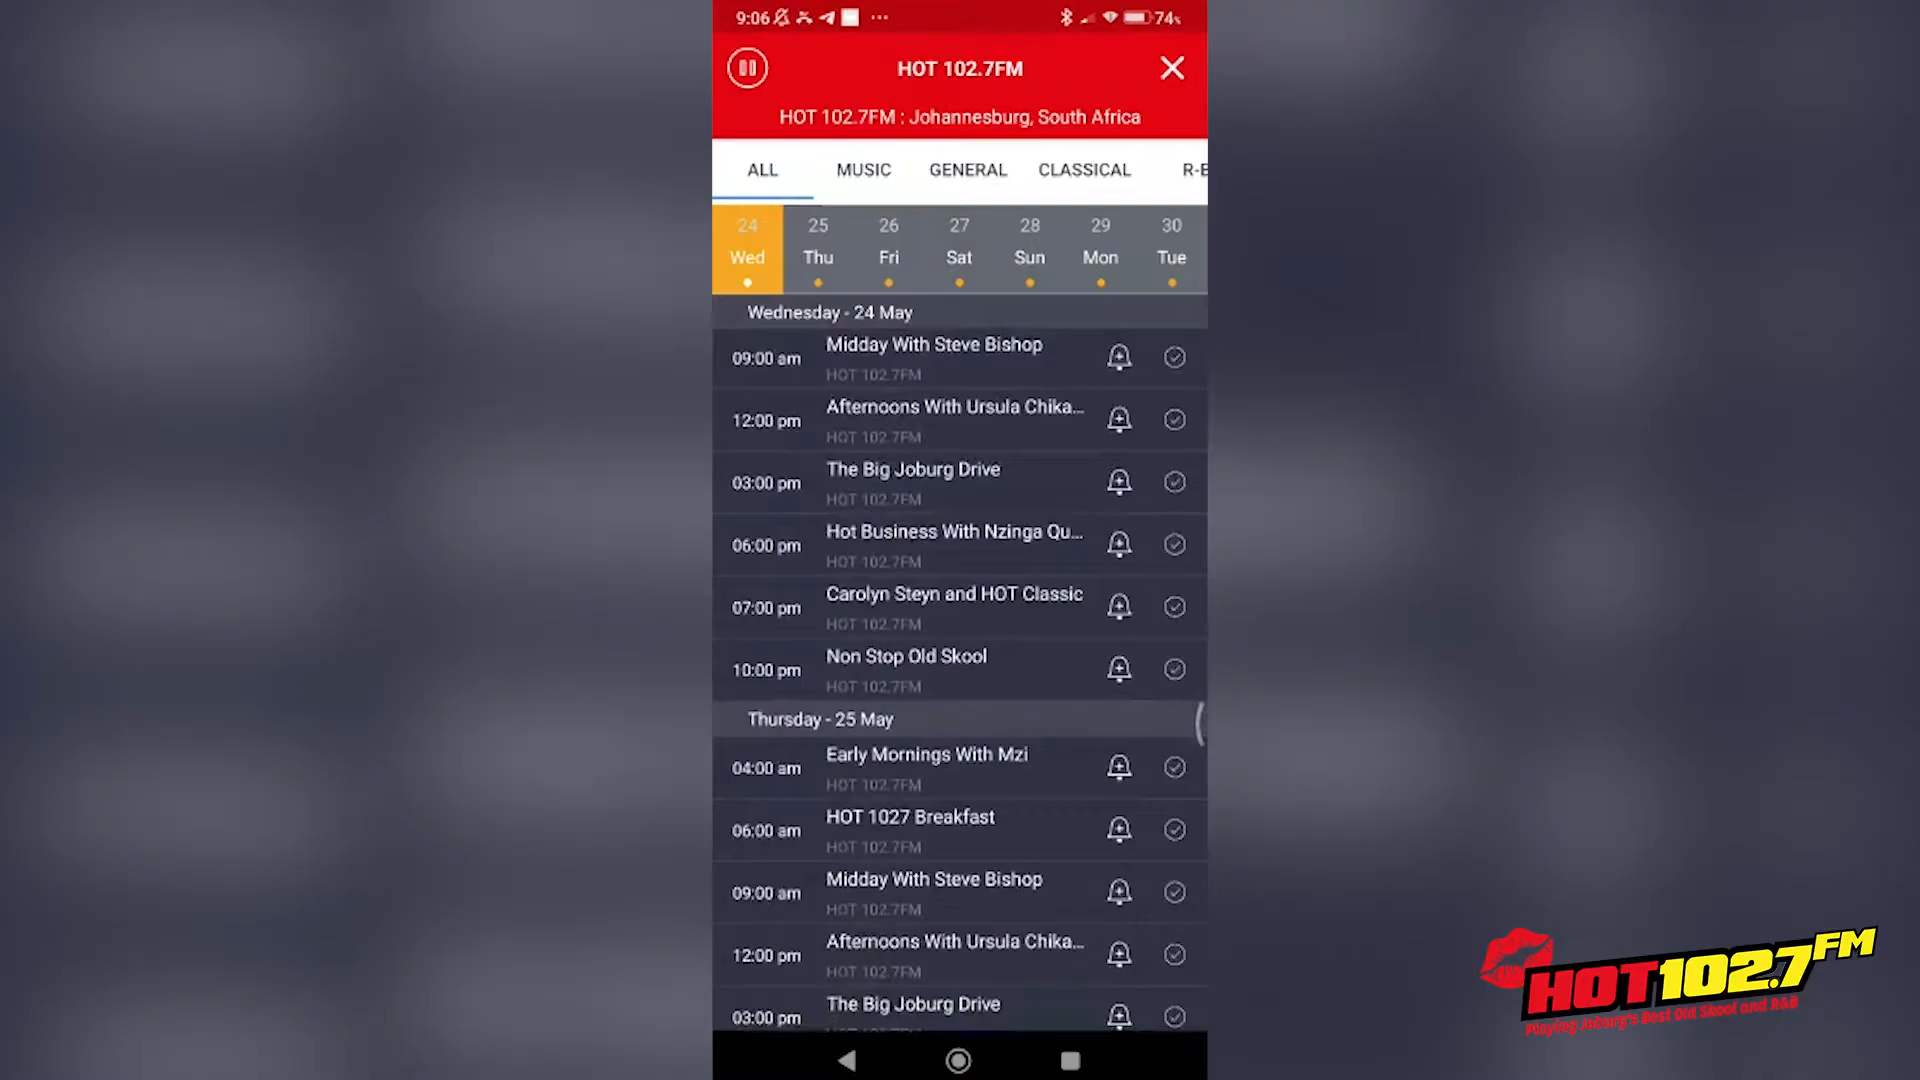 9:06 74%
HOT 102.7FM
HOT 102.7FM : Johannesburg, South Africa
ALL MUSIC GENERAL CLASSICAL R-B
24 25 26 27 28 29 30
Wed Thu Fri Sat Sun Mon Tue
Wednesday - 24 May
Midday With Steve Bishop
09:00 am
HOT 102.7FM
Afternoons With Ursula Chika...
12:00 pm
HOT 102.7FM
The Big Joburg Drive
03:00 pm
HOT 102.7FM
Hot Business With Nzinga Qu...
06:00 pm
HOT 102.7FM
Carolyn Steyn and HOT Classic
07:00 pm
HOT 102.7FM
Non Stop Old Skool
10:00 pm
HOT 102.7FM
Thursday - 25 May
Early Mornings With Mzi
04:00 am
HOT 102.7FM
HOT 1027 Breakfast
06:00 am
HOT 102.7FM
Midday With Steve Bishop
09:00 am
HOT 102.7FM
Afternoons With Ursula Chika...
12:00 pm
HOT 102.7FM
The Big Joburg Drive
03:00 pm
HOT102.7FM
Playing Joburg's Best Old Skool and R&B